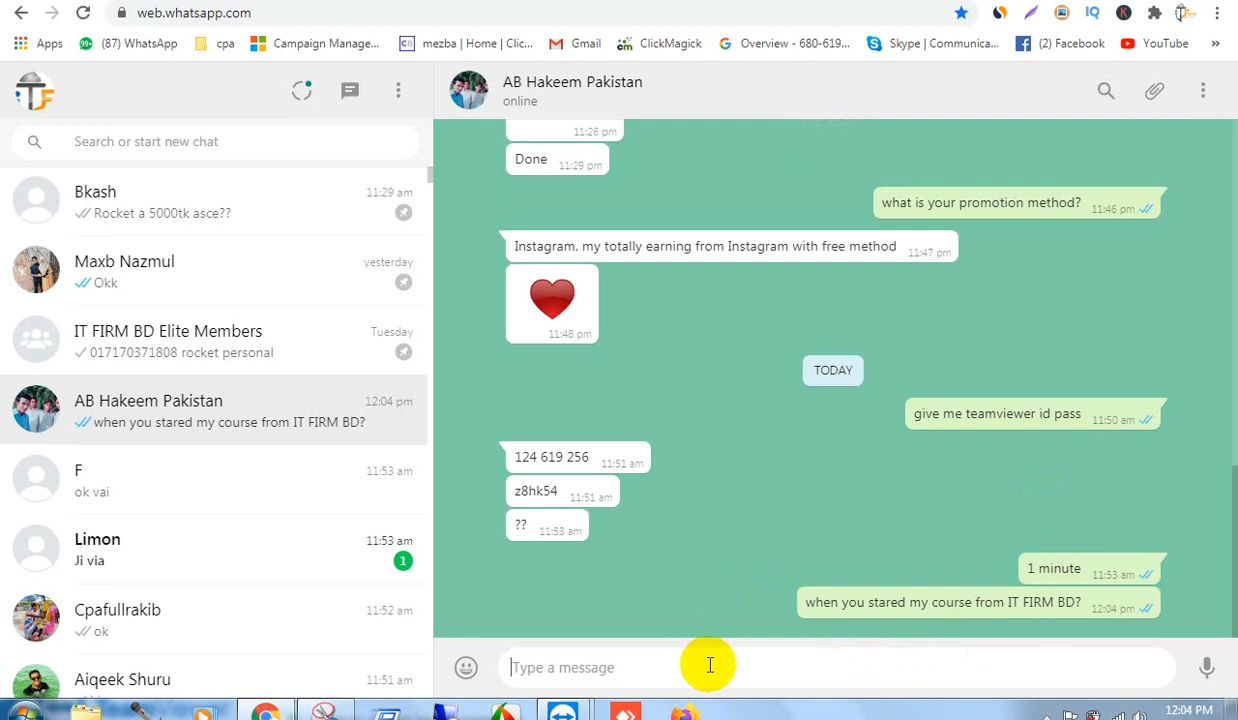 web.whatsapp.com
Apps
(87) WhatsApp
cpa
Campaign Manage...
mezba | Home | Clic...
Gmail
ClickMagick
Overview - 680-619...
Skype | Communica...
(2) Facebook
YouTube
»
AB Hakeem Pakistan
online
Search or start new chat
Bkash
11:29 am
Rocket a 5000tk asce??
Maxb Nazmul
yesterday
Okk
IT FIRM BD Elite Members
Tuesday
017170371808 rocket personal
AB Hakeem Pakistan
12:04 pm
when you stared my course from IT FIRM BD?
F
11:53 am
ok vai
Limon
11:53 am
Ji via
1
Cpafullrakib
11:52 am
ok
Aiqeek Shuru
11:51 am
11:26 pm
Done
11:29 pm
what is your promotion method?
11:46 pm
Instagram, my totally earning from Instagram with free method
11:47 pm
11:48 pm
TODAY
give me teamviewer id pass
11:50 am
124 619 256
11:51 am
z8hk54
11:51 am
??
11:53 am
1 minute
11:53 am
when you stared my course from IT FIRM BD?
12:04 pm
Type a message
12:04 PM